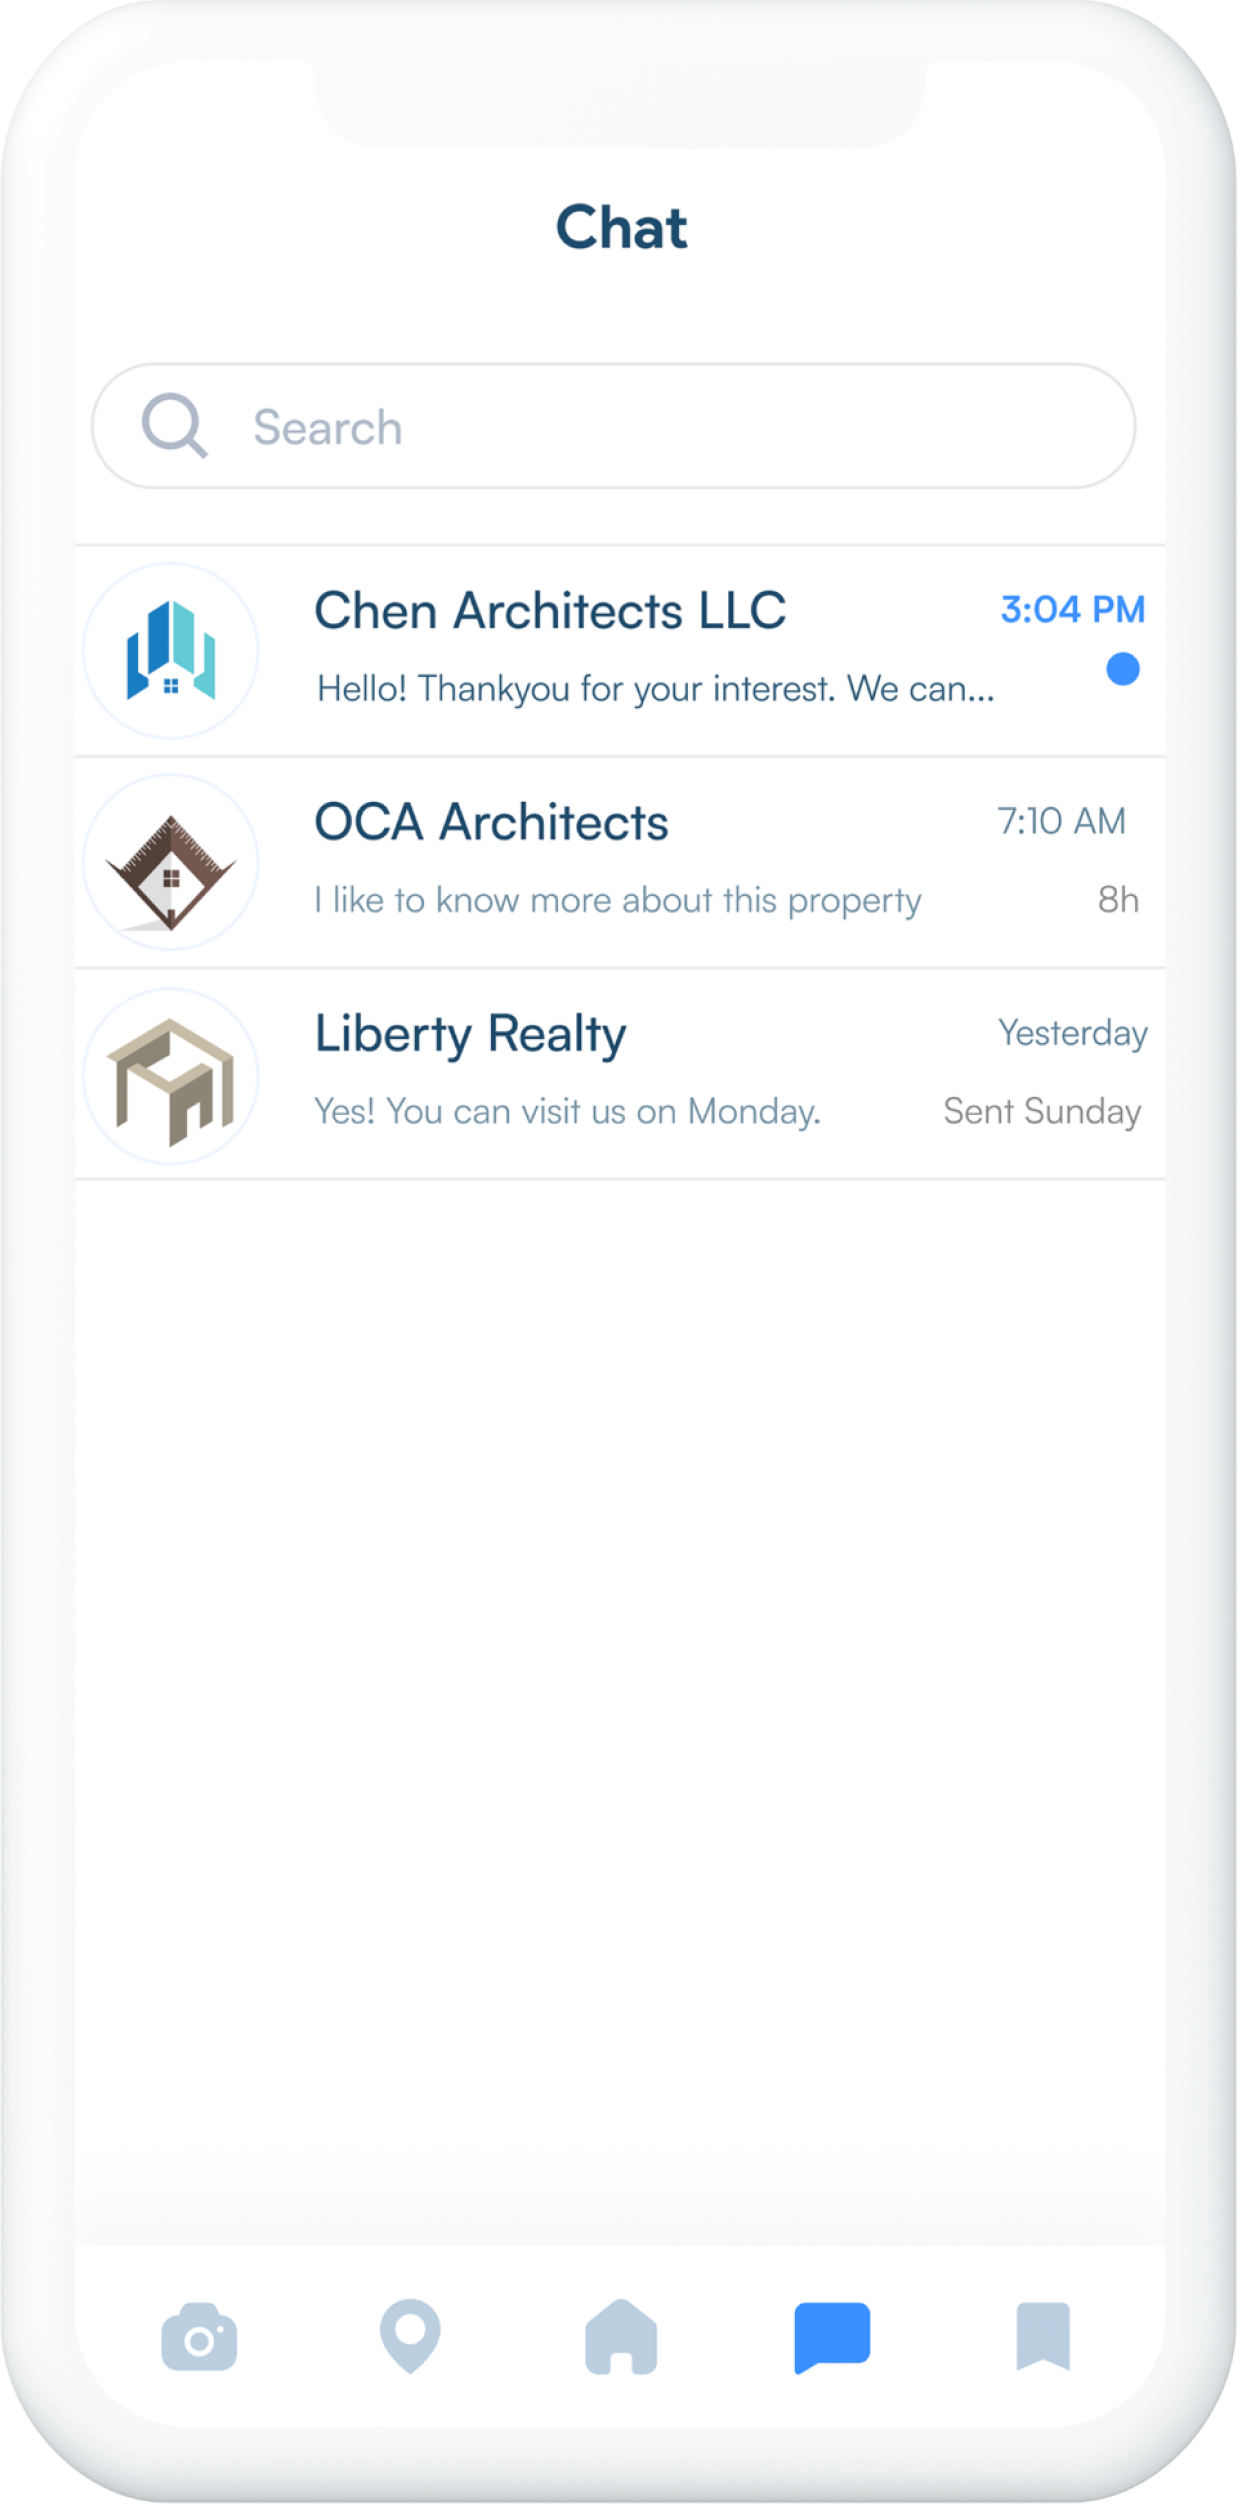 Chat
Search
Chen Architects LLC
3:04 PM
Hello! Thankyou for your interest. We can...
OCA Architects
7:10 AM
I like to know more about this property
8h
Liberty Realty
Yesterday
Yes! You can visit us on Monday.
Sent Sunday